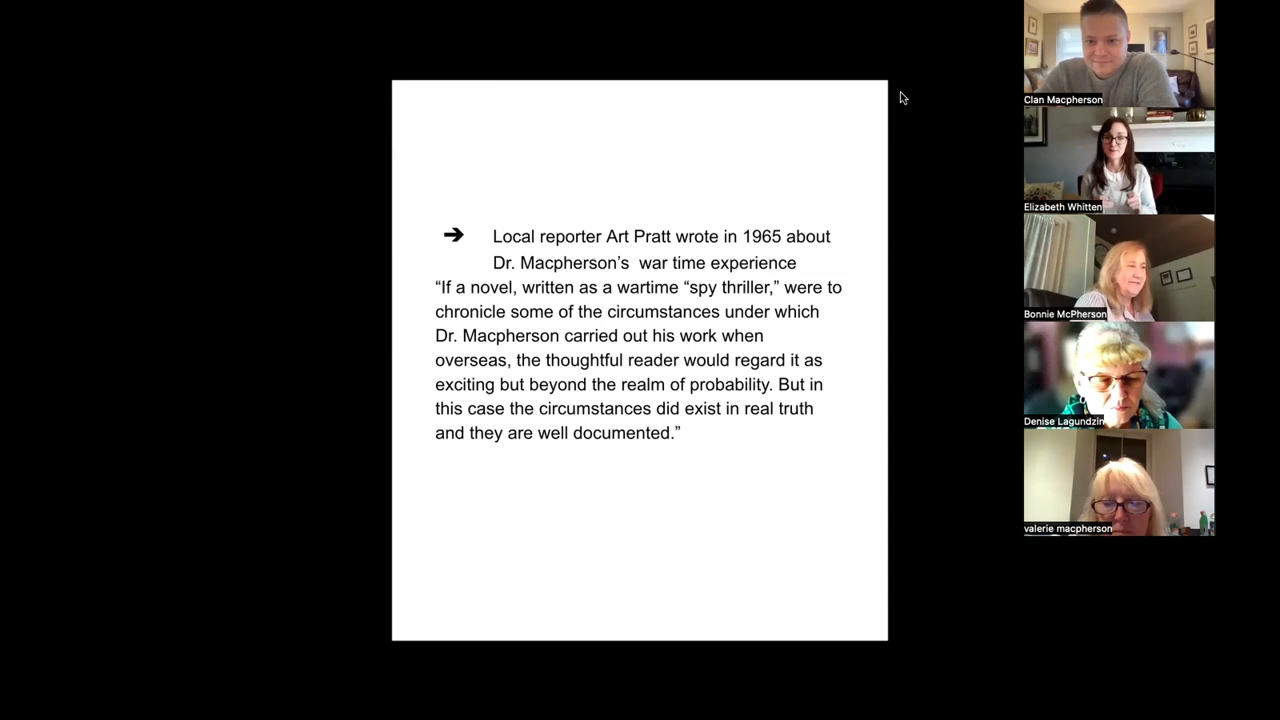 ➔ Local reporter Art Pratt wrote in 1965 about
Dr. Macpherson’s  war time experience
“If a novel, written as a wartime “spy thriller,” were to
chronicle some of the circumstances under which
Dr. Macpherson carried out his work when
overseas, the thoughtful reader would regard it as
exciting but beyond the realm of probability. But in
this case the circumstances did exist in real truth
and they are well documented.”
Clan Macpherson
Elizabeth Whitten
Bonnie McPherson
Denise Lagundzin
valerie macpherson